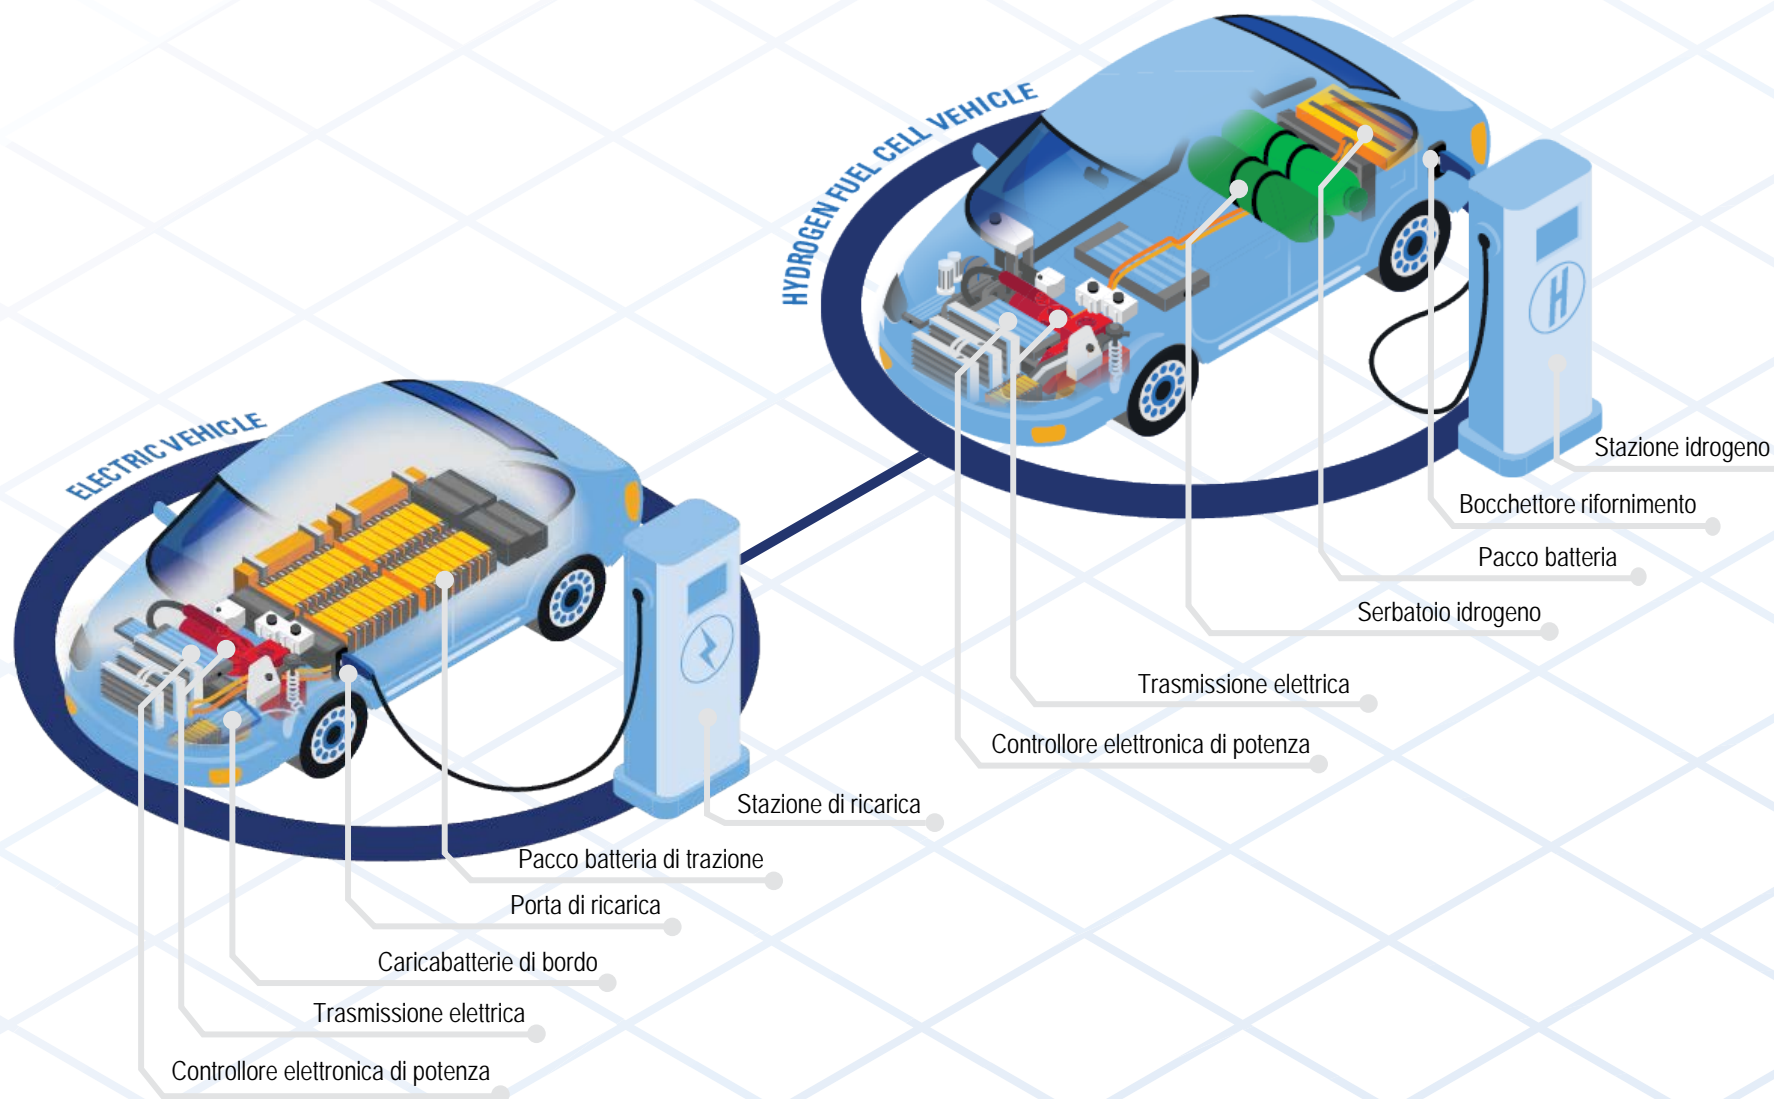 HYDROGEN FUEL CELL VEHICLE
H
Stazione idrogeno
Bocchettore rifornimento
Pacco batteria
Serbatoio idrogeno
Trasmissione elettrica
Controllore elettronica di potenza
ELECTRIC VEHICLE
Stazione di ricarica
Pacco batteria di trazione
Porta di ricarica
Caricabatterie di bordo
Trasmissione elettrica
Controllore elettronica di potenza